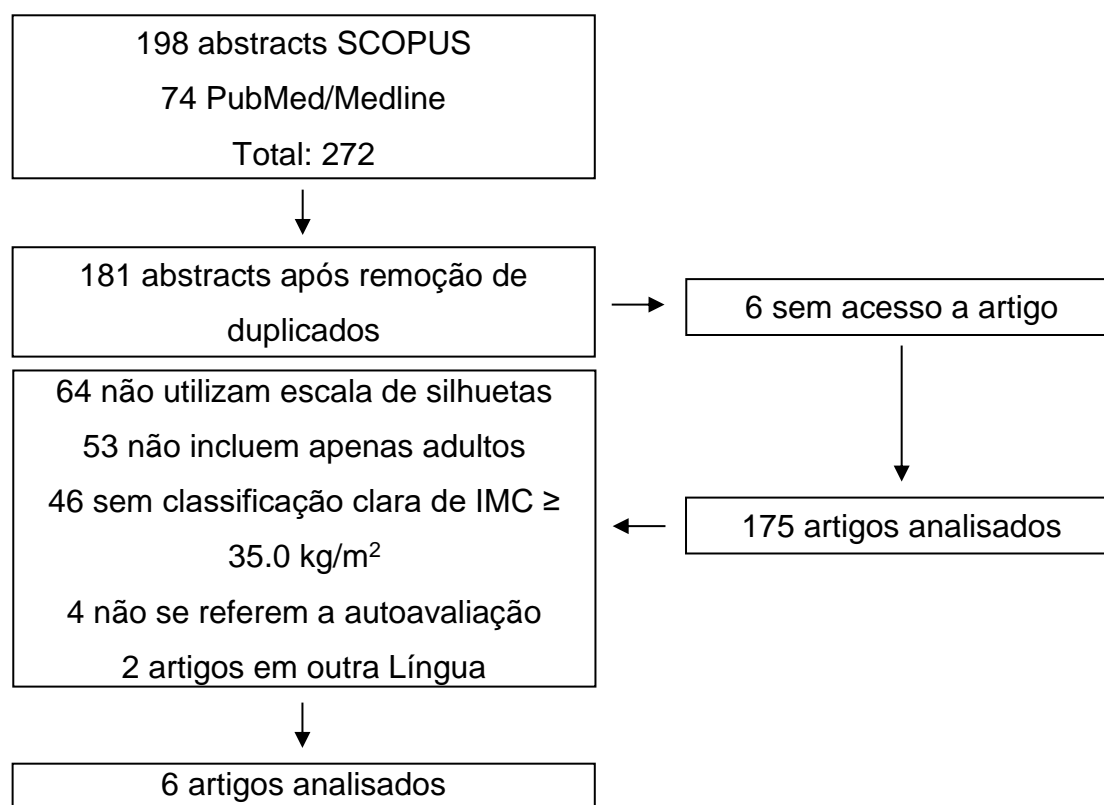 198 abstracts SCOPUS
74 PubMed/Medline
Total: 272
181 abstracts após remoção de
duplicados
6 sem acesso a artigo
175 artigos analisados
64 não utilizam escala de silhuetas
53 não incluem apenas adultos
46 sem classificação clara de IMC ≥
35.0 kg/m²
4 não se referem a autoavaliação
2 artigos em outra Língua
6 artigos analisados